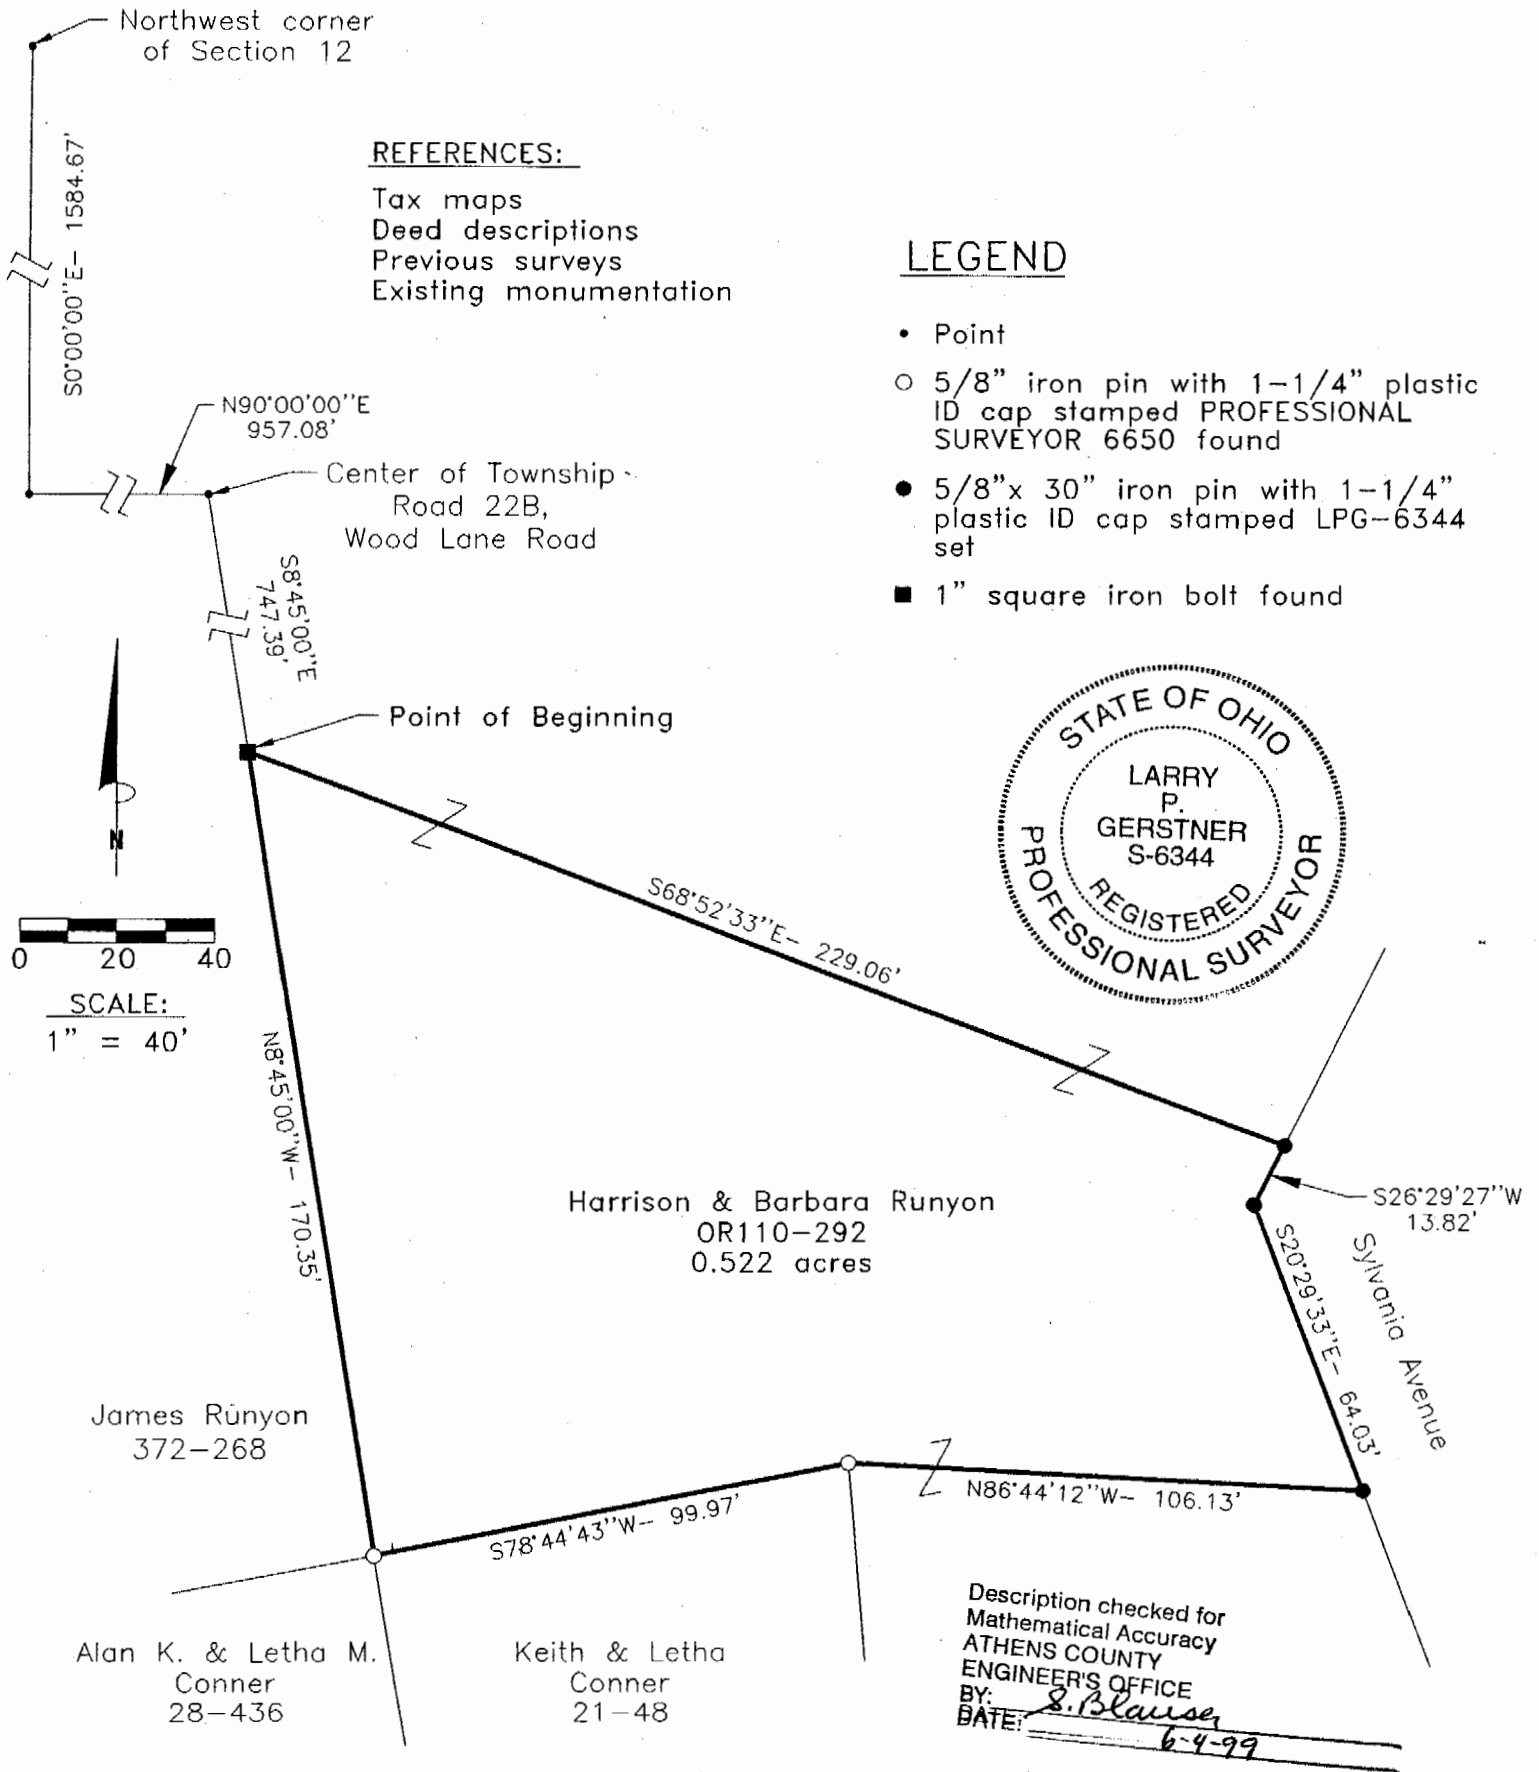 Northwest corner
of Section 12
S0°00'00"E- 1584.67'
REFERENCES:
Tax maps
Deed descriptions
Previous surveys
Existing monumentation
LEGEND
• Point
○ 5/8" iron pin with 1-1/4" plastic
ID cap stamped PROFESSIONAL
SURVEYOR 6650 found
● 5/8"x 30" iron pin with 1-1/4"
plastic ID cap stamped LPG-6344
set
■ 1" square iron bolt found
N90°00'00"E
957.08'
Center of Township
Road 22B,
Wood Lane Road
S8°45'00"E
747.39'
Point of Beginning
STATE OF OHIO
LARRY
P.
GERSTNER
S-6344
REGISTERED
PROFESSIONAL SURVEYOR
N
0 20 40
SCALE:
1" = 40'
S68°52'33"E- 229.06'
N8°45'00"W- 170.35'
Harrison & Barbara Runyon
OR110-292
0.522 acres
S26°29'27"W
13.82'
S20°29'33"E- 64.03'
Sylvania Avenue
James Runyon
372-268
S78°44'43"W- 99.97'
N86°44'12"W- 106.13'
Alan K. & Letha M.
Conner
28-436
Keith & Letha
Conner
21-48
Description checked for
Mathematical Accuracy
ATHENS COUNTY
ENGINEER'S OFFICE
BY: S. Blauser
DATE: 6-4-99